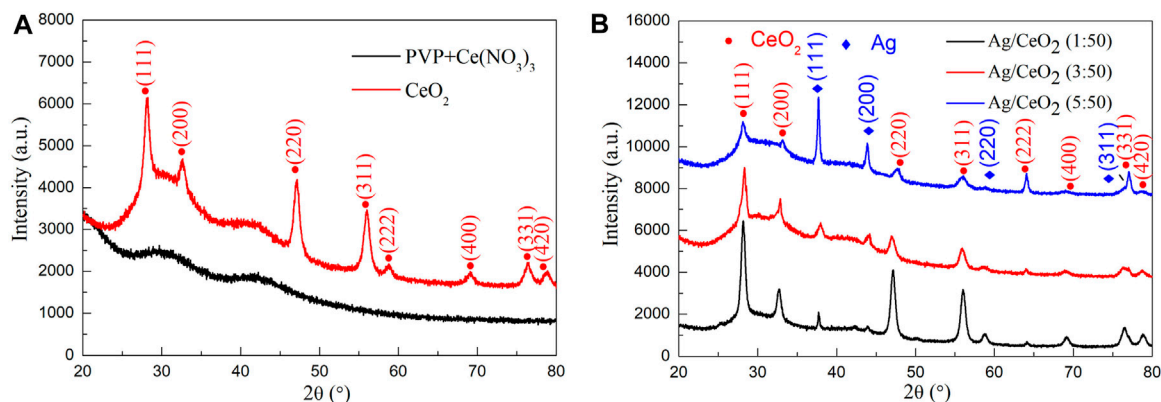 A
8000
7000
6000
5000
4000
3000
2000
1000
0
Intensity (a.u.)
20 30 40 50 60 70 80
2θ (°)
PVP+Ce(NO₃)₃
CeO₂
(111)
(200)
(220)
(311)
(222)
(400)
(331)
(420)
B
16000
14000
12000
10000
8000
6000
4000
2000
0
Intensity (a.u.)
20 30 40 50 60 70 80
2θ (°)
CeO₂
Ag
Ag/CeO₂ (1:50)
Ag/CeO₂ (3:50)
Ag/CeO₂ (5:50)
(111)
(200)
(111)
(200)
(220)
(311)
(220)
(222)
(400)
(311)
(331)
(420)